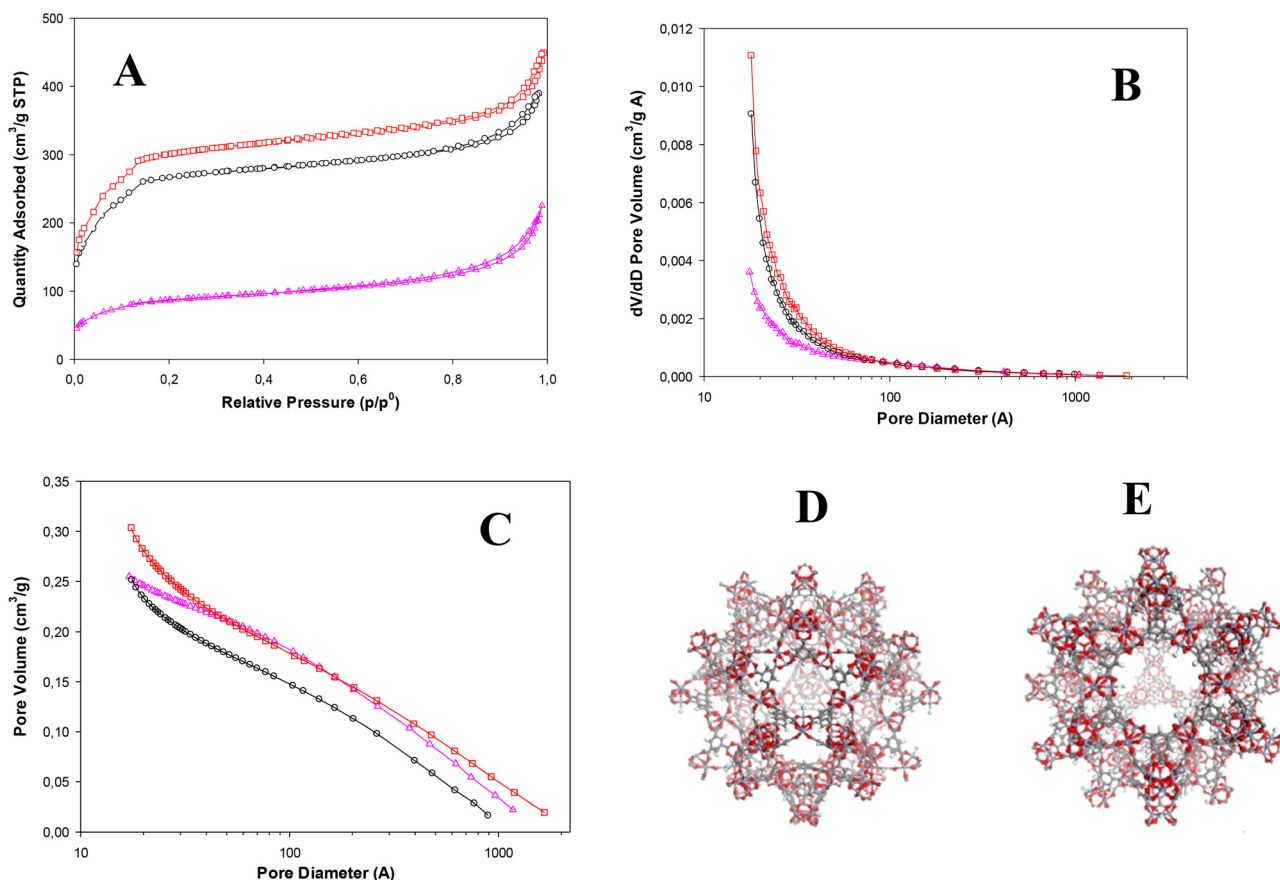 A
Quantity Adsorbed (cm³/g STP)
500
400
300
200
100
0
0,0 0,2 0,4 0,6 0,8 1,0
Relative Pressure (p/p⁰)
B
dV/dD Pore Volume (cm³/g A)
0,012
0,010
0,008
0,006
0,004
0,002
0,000
10 100 1000
Pore Diameter (A)
C
Pore Volume (cm³/g)
0,35
0,30
0,25
0,20
0,15
0,10
0,05
0,00
10 100 1000
Pore Diameter (A)
D
E